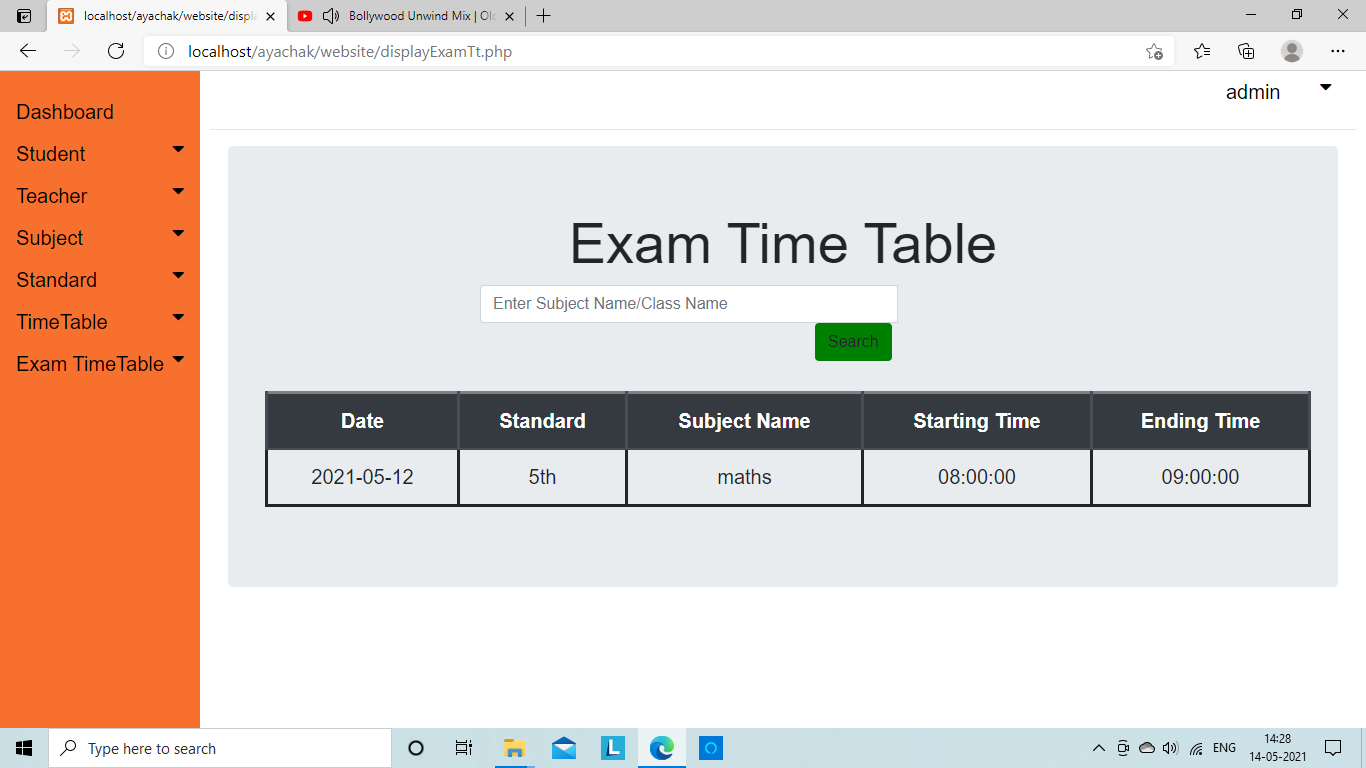 localhost/ayachak/website/displa
Bollywood Unwind Mix | Old
localhost/ayachak/website/displayExamTt.php
admin
Dashboard
Student
Teacher
Subject
Standard
TimeTable
Exam TimeTable
Exam Time Table
Enter Subject Name/Class Name
Search
Date Standard Subject Name Starting Time Ending Time
2021-05-12 5th maths 08:00:00 09:00:00
Type here to search
L
ENG
14:28
14-05-2021